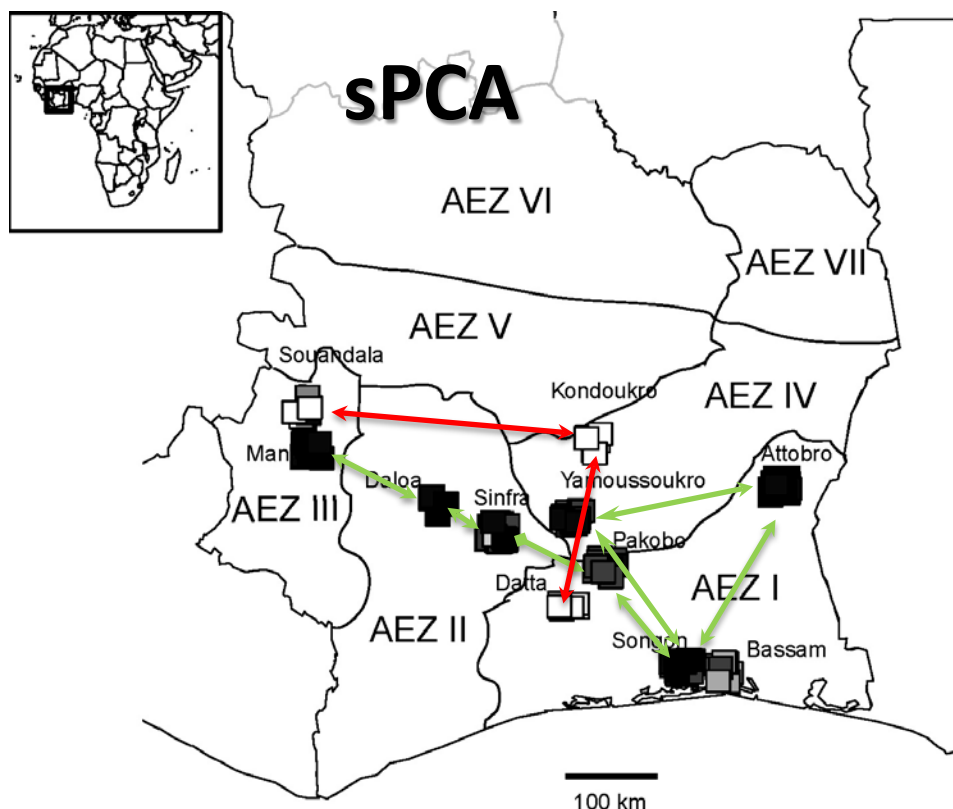 sPCA
AEZ VI
AEZ VII
AEZ V
Souandala
Kondoukro
AEZ IV
Man
Daloa
Sinfra
Yamoussoukro
Attobro
AEZ III
Pakobo
Datta
AEZ I
AEZ II
Songon
Bassam
100 km